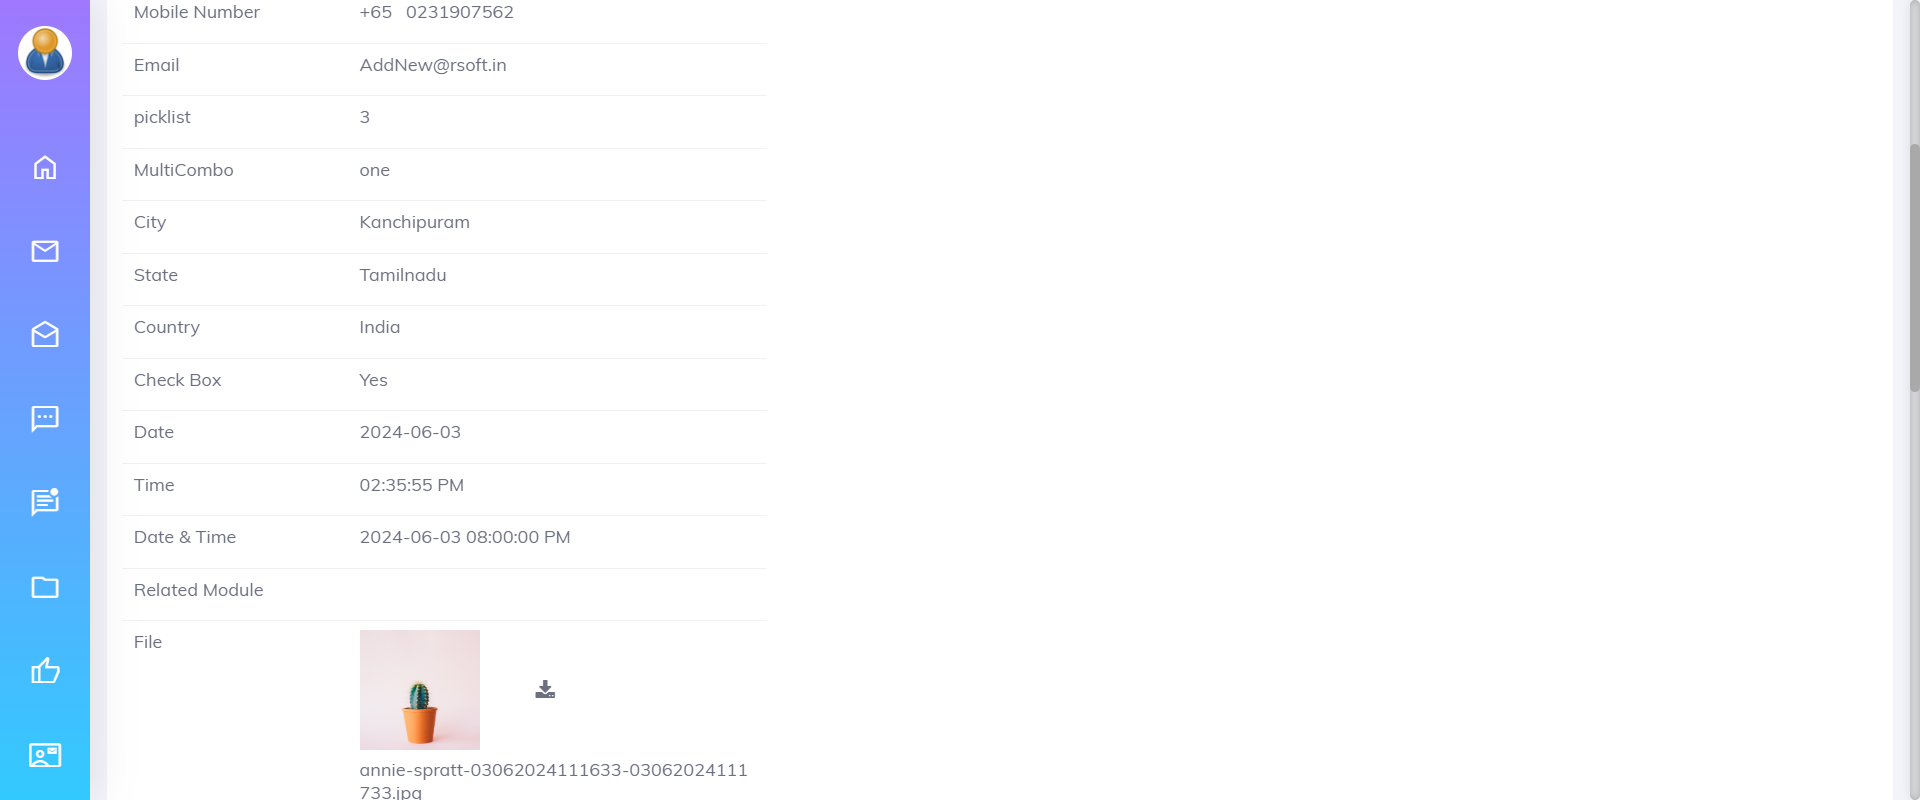 Mobile Number +65 0231907562
Email AddNew@rsoft.in
picklist 3
MultiCombo one
City Kanchipuram
State Tamilnadu
Country India
Check Box Yes
Date 2024-06-03
Time 02:35:55 PM
Date & Time 2024-06-03 08:00:00 PM
Related Module
File
annie-spratt-03062024111633-03062024111
733.jpg